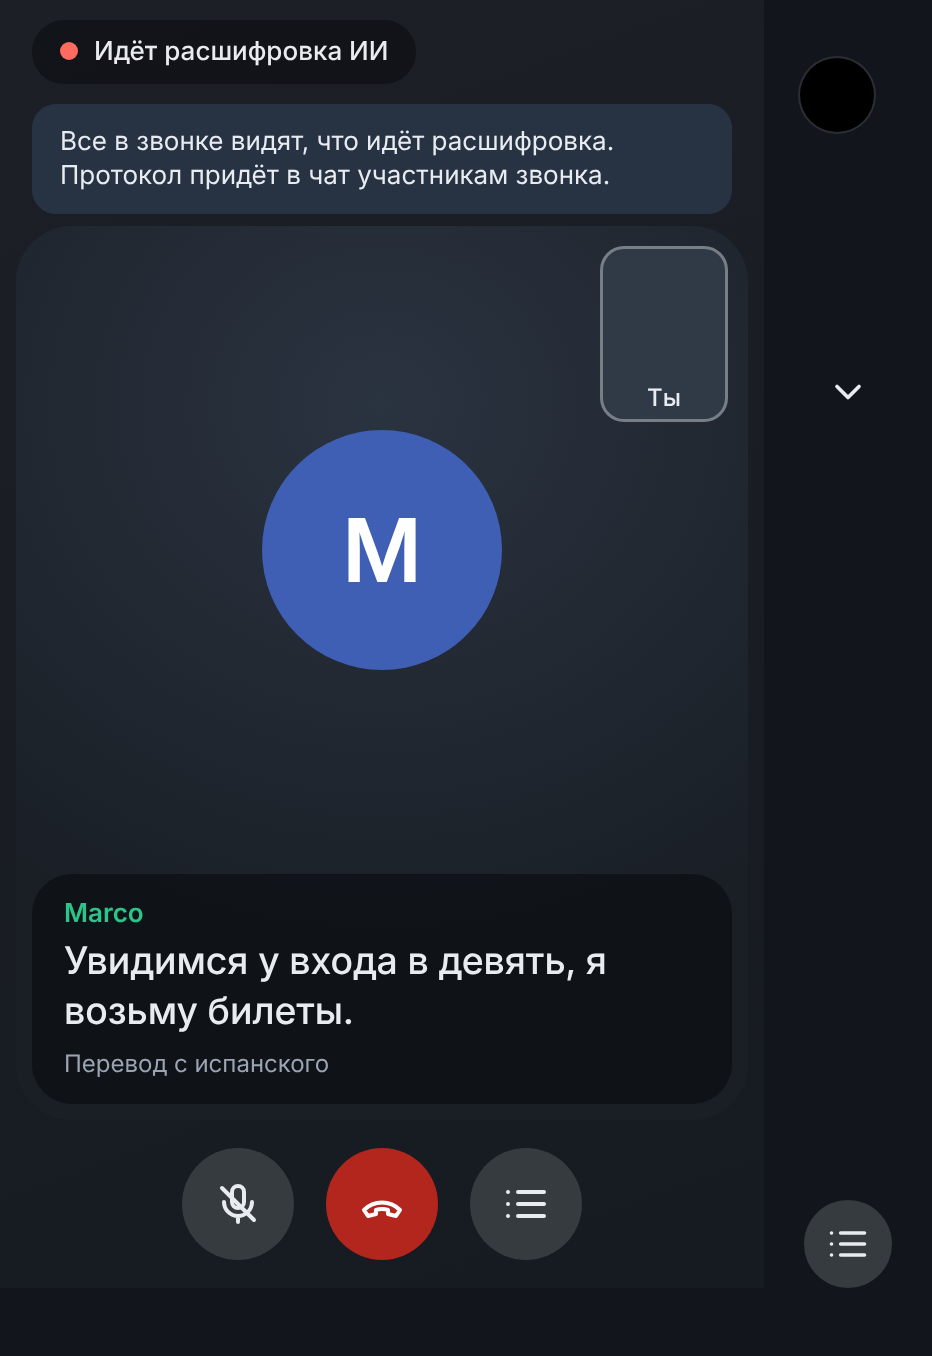 Идёт расшифровка ИИ
Все в звонке видят, что идёт расшифровка.
Протокол придёт в чат участникам звонка.
Ты
M
Marco
Увидимся у входа в девять, я
возьму билеты.
Перевод с испанского